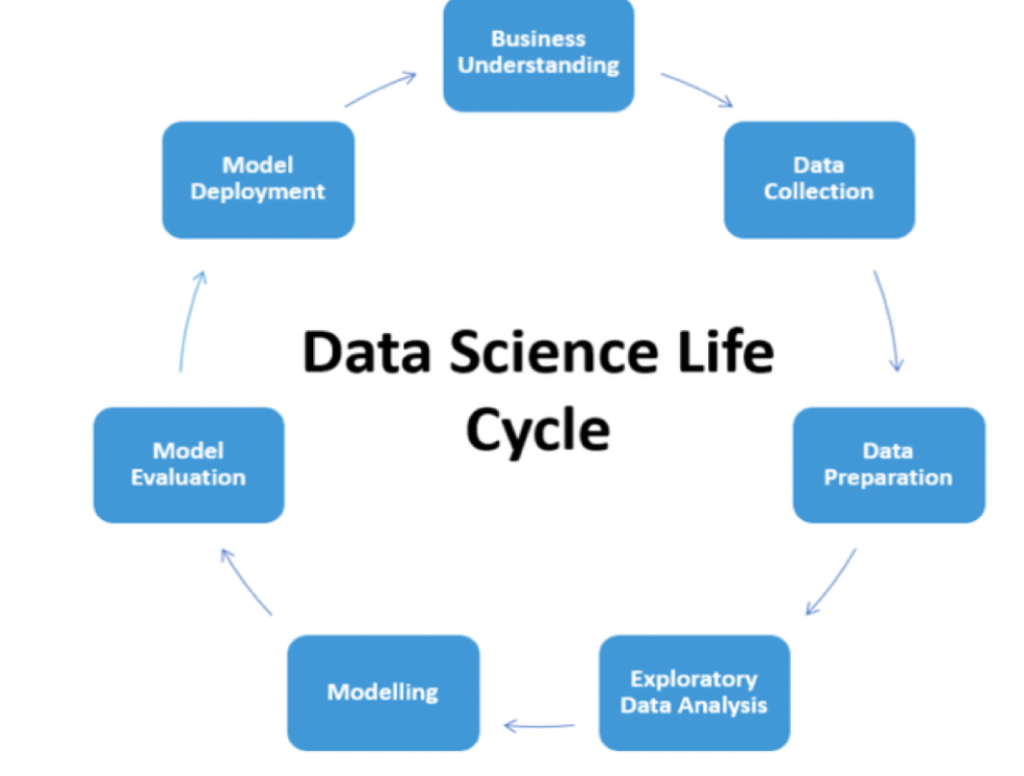 Business
Understanding
Data
Collection
Data
Preparation
Exploratory
Data Analysis
Modelling
Model
Evaluation
Model
Deployment
Data Science Life
Cycle